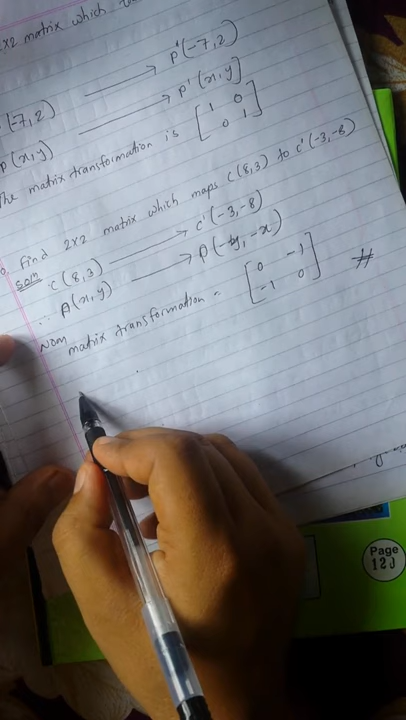 2x2 matrix which
(-7,2) ⟶ p'(-7,2)
p(x,y) ⟶ p'(x,y]
The matrix transformation is [1 0
0 1]
Find 2x2 matrix which maps c(8,3) to c'(-3,-8)
Soln
c(8,3) ⟶ c'(-3,-8)
∴ P(x,y) ⟶ P(-y,-x)
Now
matrix transformation = [0 -1
-1 0] #
Page
12J